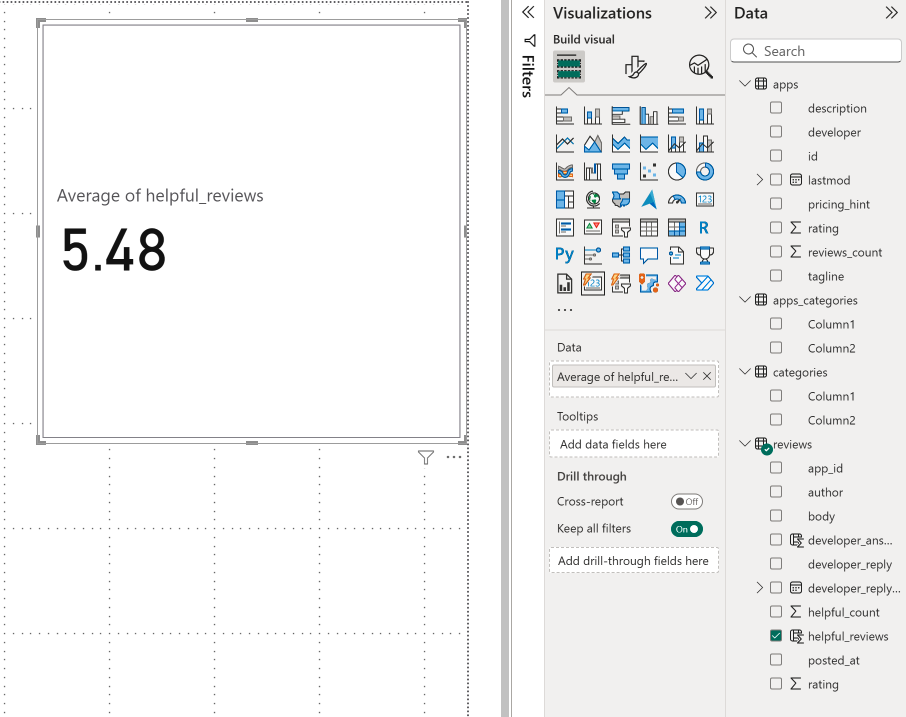 Average of helpful_reviews
5.48
Filters
Visualizations
Build visual
123
R
Py
123
...
Data
Average of helpful_re...
Tooltips
Add data fields here
Drill through
Cross-report
Off
Keep all filters
On
Add drill-through fields here
Data
Search
apps
description
developer
id
lastmod
pricing_hint
rating
reviews_count
tagline
apps_categories
Column1
Column2
categories
Column1
Column2
reviews
app_id
author
body
developer_ans...
developer_reply
developer_reply...
helpful_count
helpful_reviews
posted_at
rating